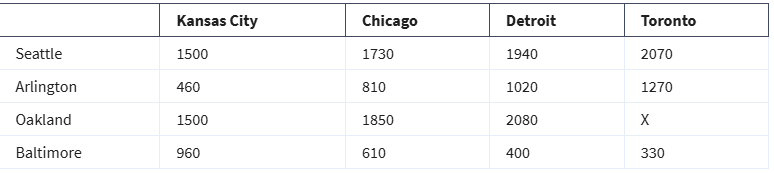 Kansas City Chicago Detroit Toronto
Seattle 1500 1730 1940 2070
Arlington 460 810 1020 1270
Oakland 1500 1850 2080 X
Baltimore 960 610 400 330